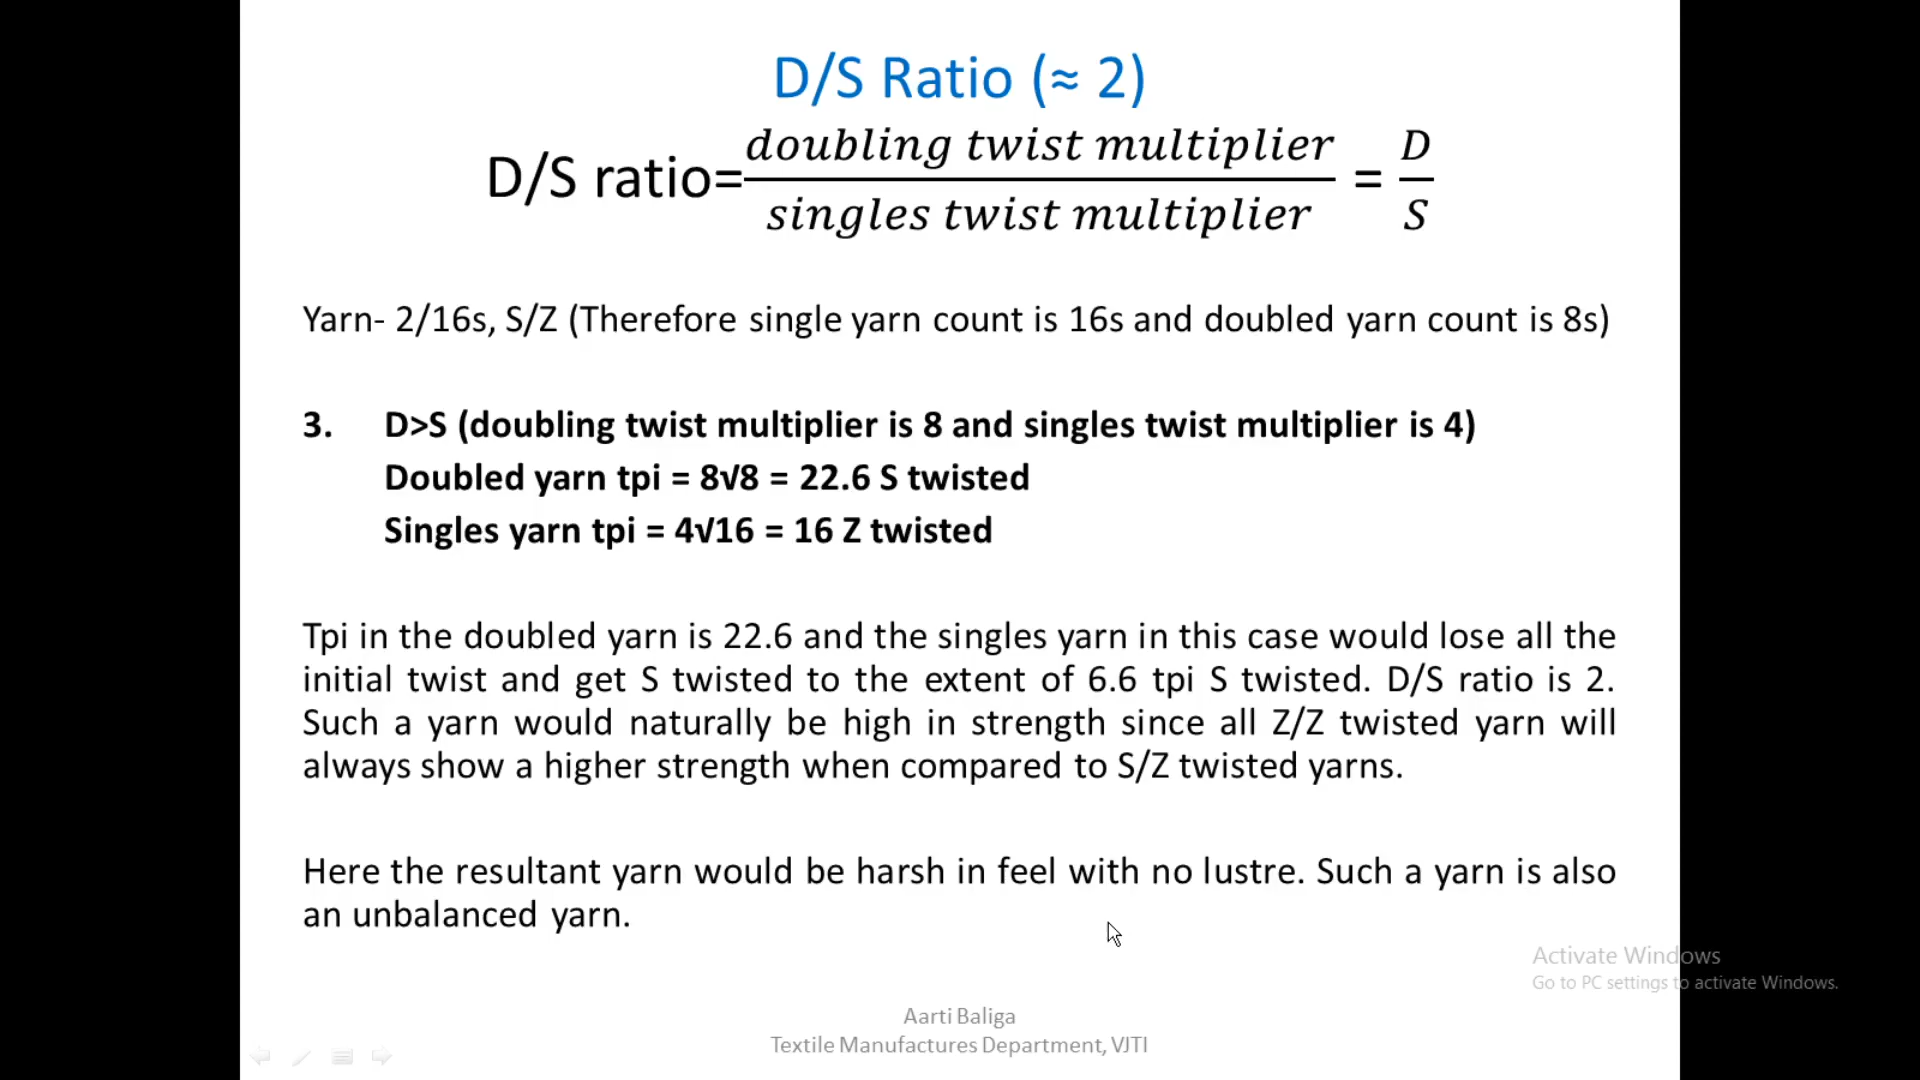 D/S Ratio (≈ 2)
D/S ratio= doubling twist multiplier / singles twist multiplier = D / S
Yarn- 2/16s, S/Z (Therefore single yarn count is 16s and doubled yarn count is 8s)
3. D>S (doubling twist multiplier is 8 and singles twist multiplier is 4)
Doubled yarn tpi = 8√8 = 22.6 S twisted
Singles yarn tpi = 4√16 = 16 Z twisted
Tpi in the doubled yarn is 22.6 and the singles yarn in this case would lose all the
initial twist and get S twisted to the extent of 6.6 tpi S twisted. D/S ratio is 2.
Such a yarn would naturally be high in strength since all Z/Z twisted yarn will
always show a higher strength when compared to S/Z twisted yarns.
Here the resultant yarn would be harsh in feel with no lustre. Such a yarn is also
an unbalanced yarn.
Activate Windows
Go to PC settings to activate Windows.
Aarti Baliga
Textile Manufactures Department, VJTI